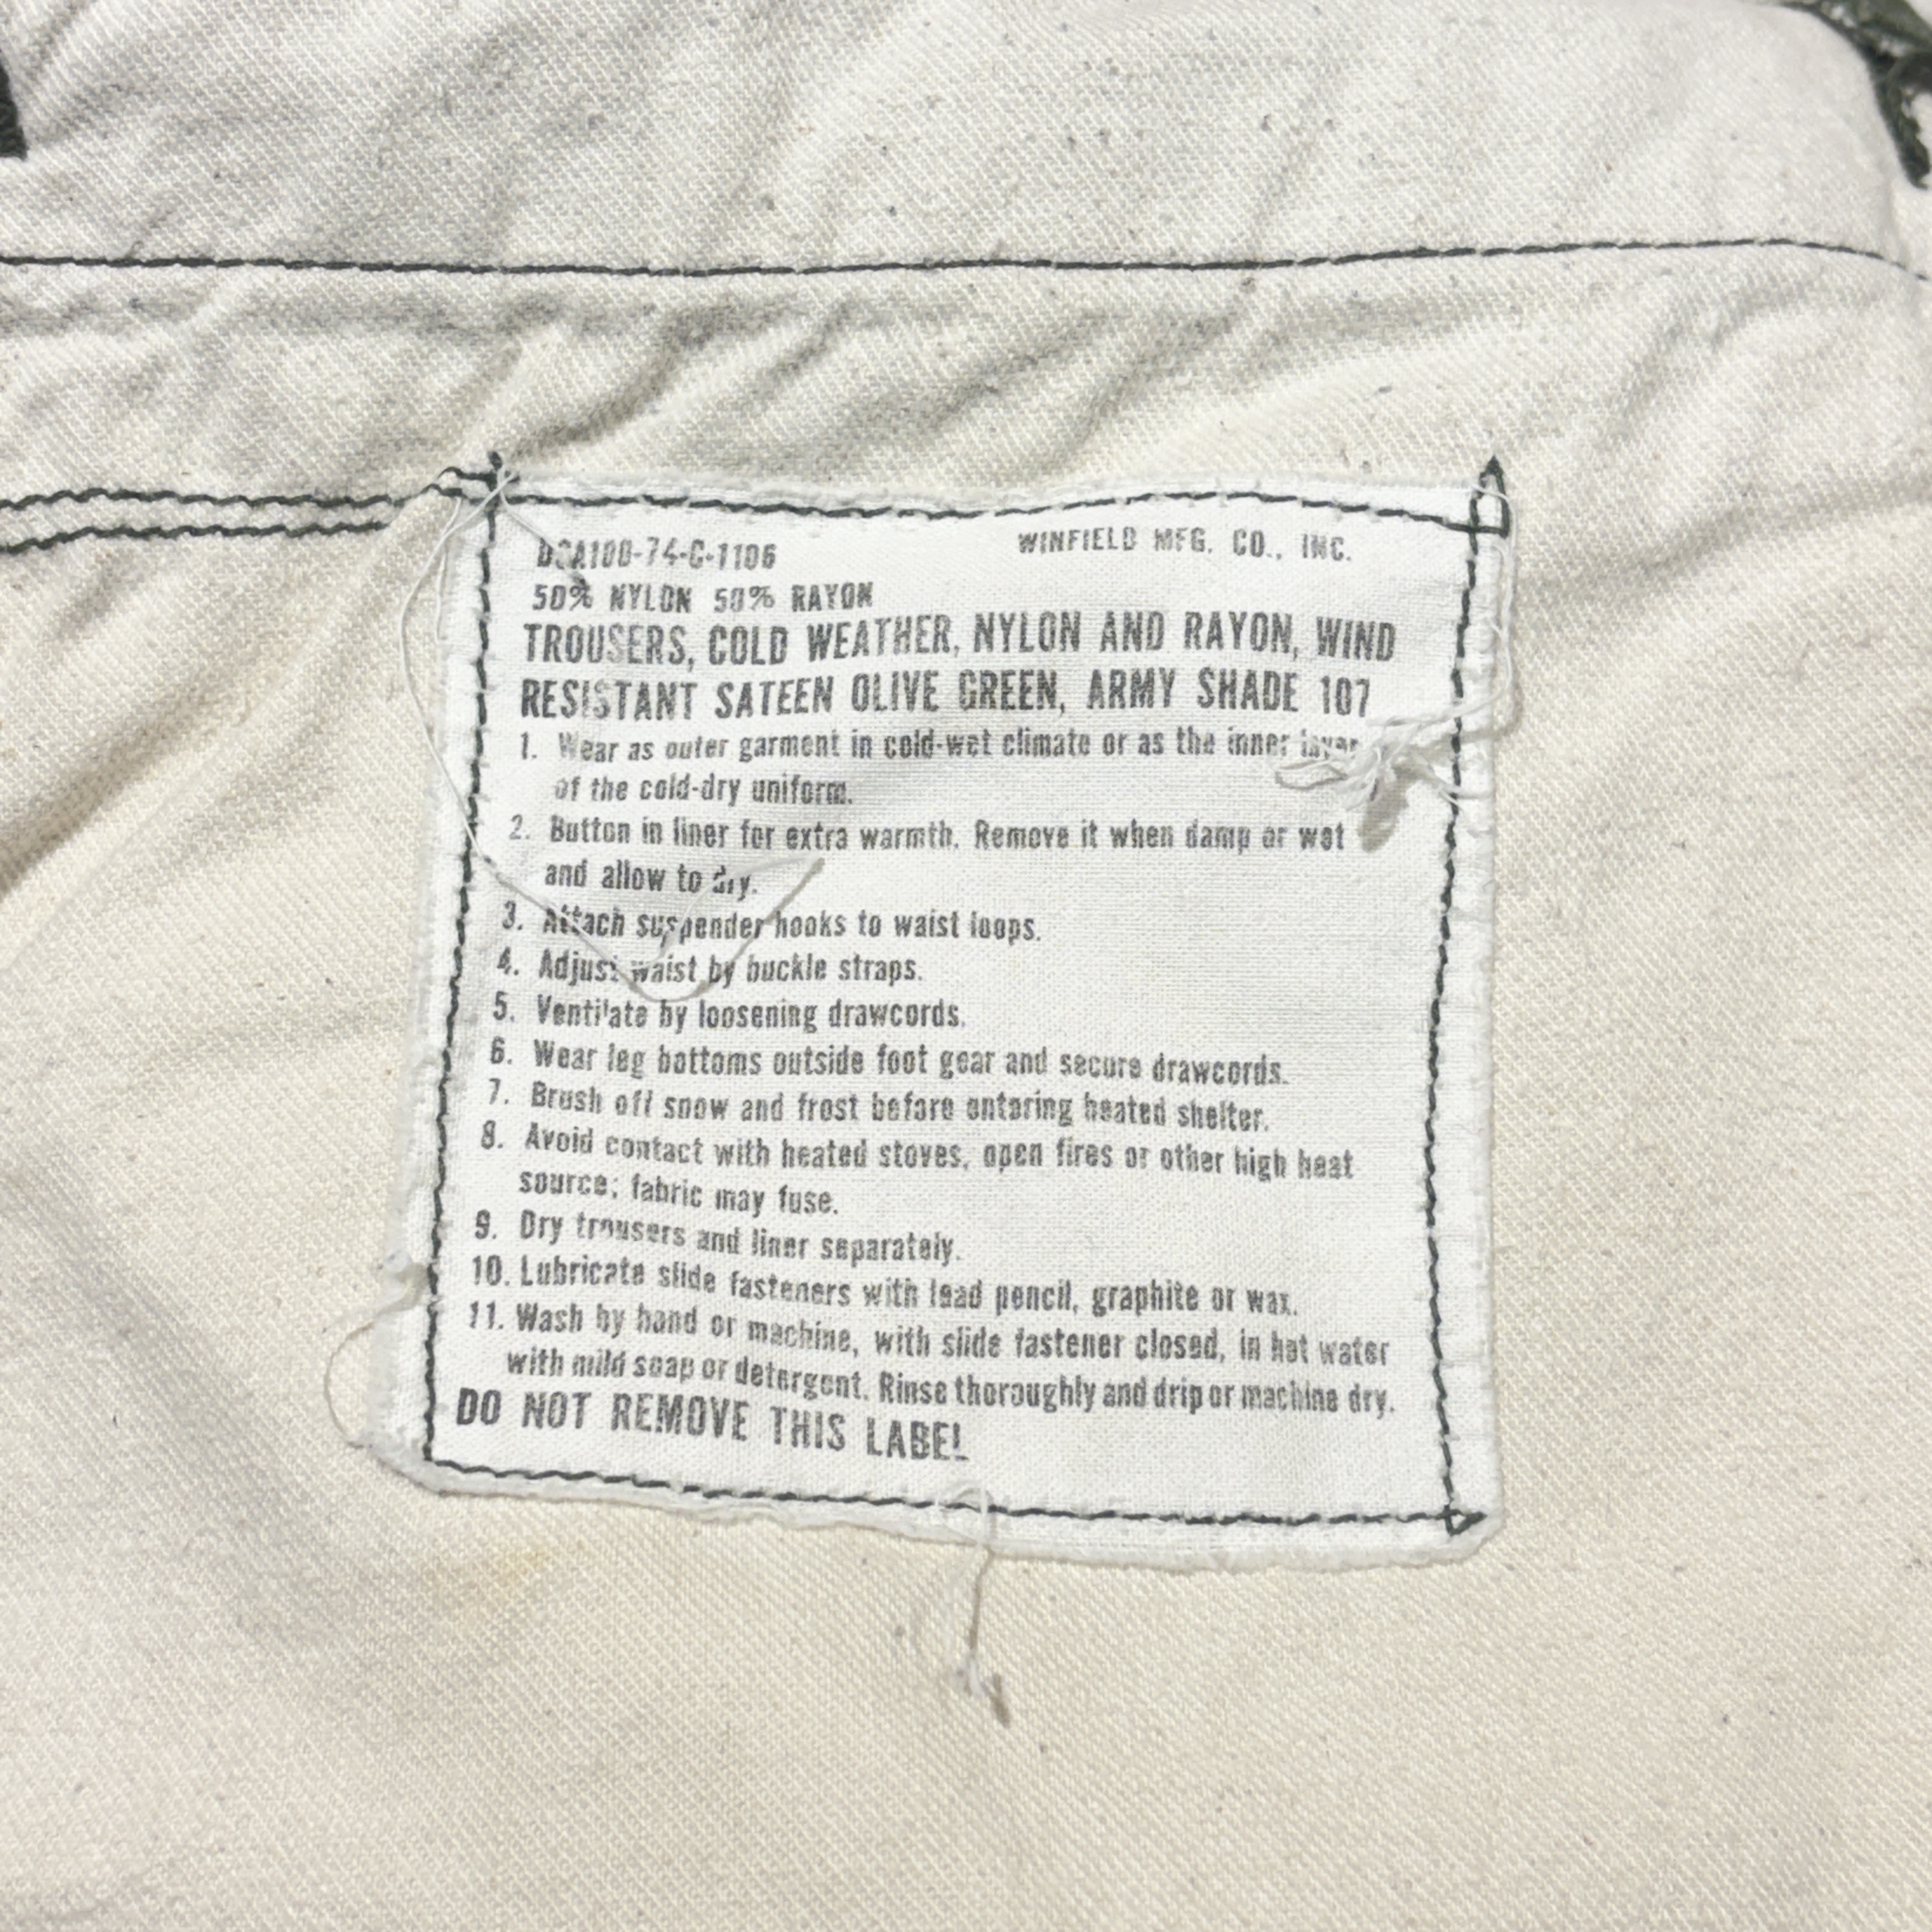 DSA100-74-C-1106 WINFIELD MFG. CO., INC.
50% NYLON 50% RAYON
TROUSERS, COLD WEATHER, NYLON AND RAYON, WIND
RESISTANT SATEEN OLIVE GREEN, ARMY SHADE 107
1. Wear as outer garment in cold-wet climate or as the inner layer
of the cold-dry uniform.
2. Button in liner for extra warmth. Remove it when damp or wet
and allow to dry.
3. Attach suspender hooks to waist loops.
4. Adjust waist by buckle straps.
5. Ventilate by loosening drawcords.
6. Wear leg bottoms outside foot gear and secure drawcords.
7. Brush off snow and frost before entering heated shelter.
8. Avoid contact with heated stoves, open fires or other high heat
source; fabric may fuse.
9. Dry trousers and liner separately.
10. Lubricate slide fasteners with lead pencil, graphite or wax.
11. Wash by hand or machine, with slide fastener closed, in hot water
with mild soap or detergent. Rinse thoroughly and drip or machine dry.
DO NOT REMOVE THIS LABEL